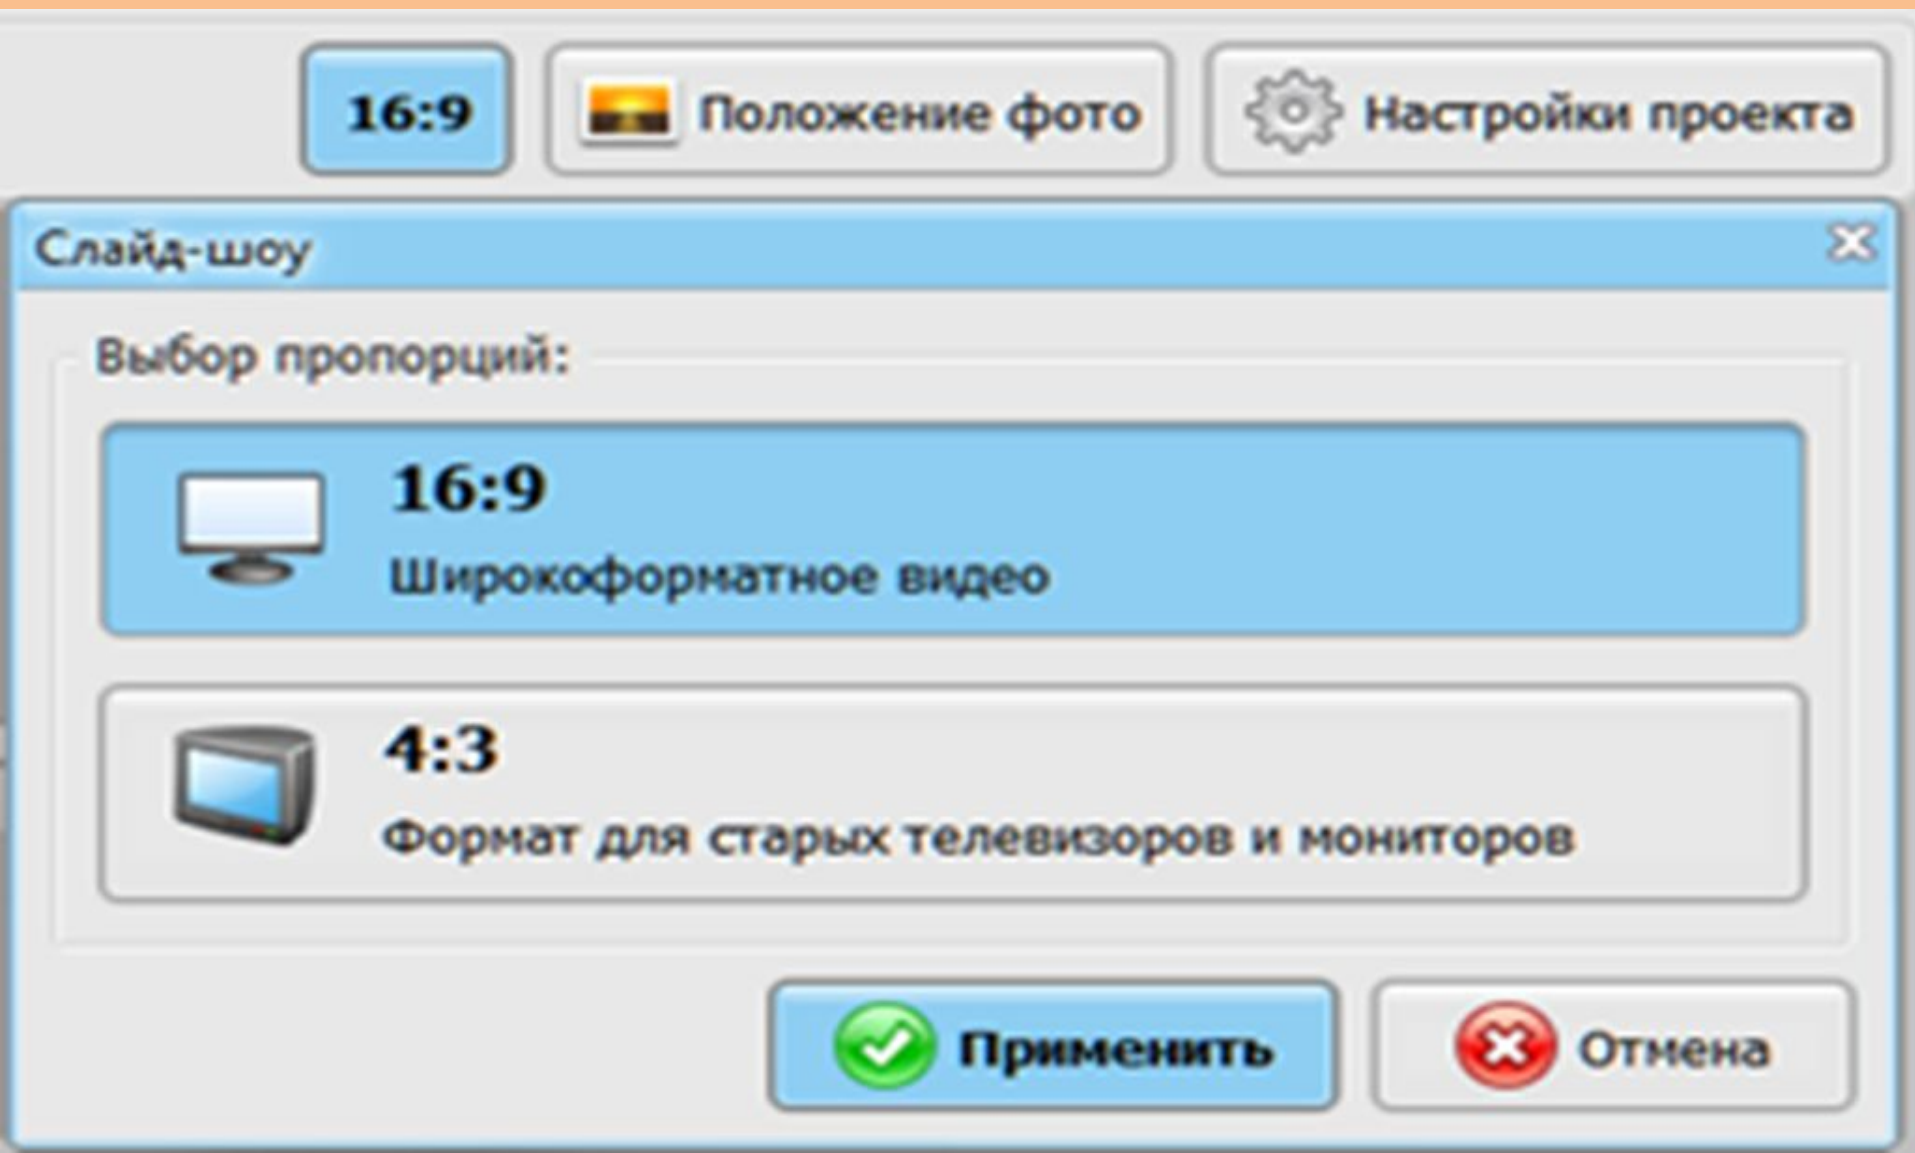 16:9 Положение фото Настройки проекта
Слайд-шоу
Выбор пропорций:
16:9
Широкоформатное видео
4:3
Формат для старых телевизоров и мониторов
Применить Отмена